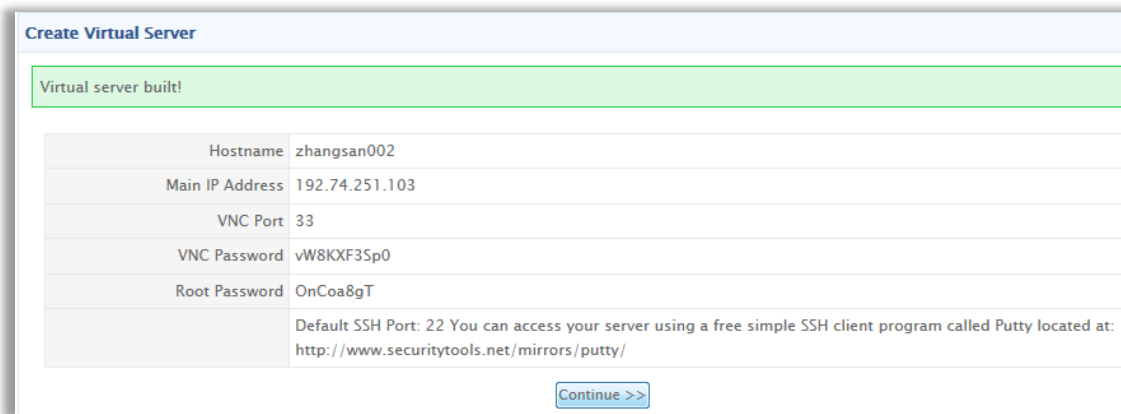 Create Virtual Server
Virtual server built!
Hostname zhangsan002
Main IP Address 192.74.251.103
VNC Port 33
VNC Password vW8KXF3Sp0
Root Password OnCoa8gT
Default SSH Port: 22 You can access your server using a free simple SSH client program called Putty located at:
http://www.securitytools.net/mirrors/putty/
Continue >>